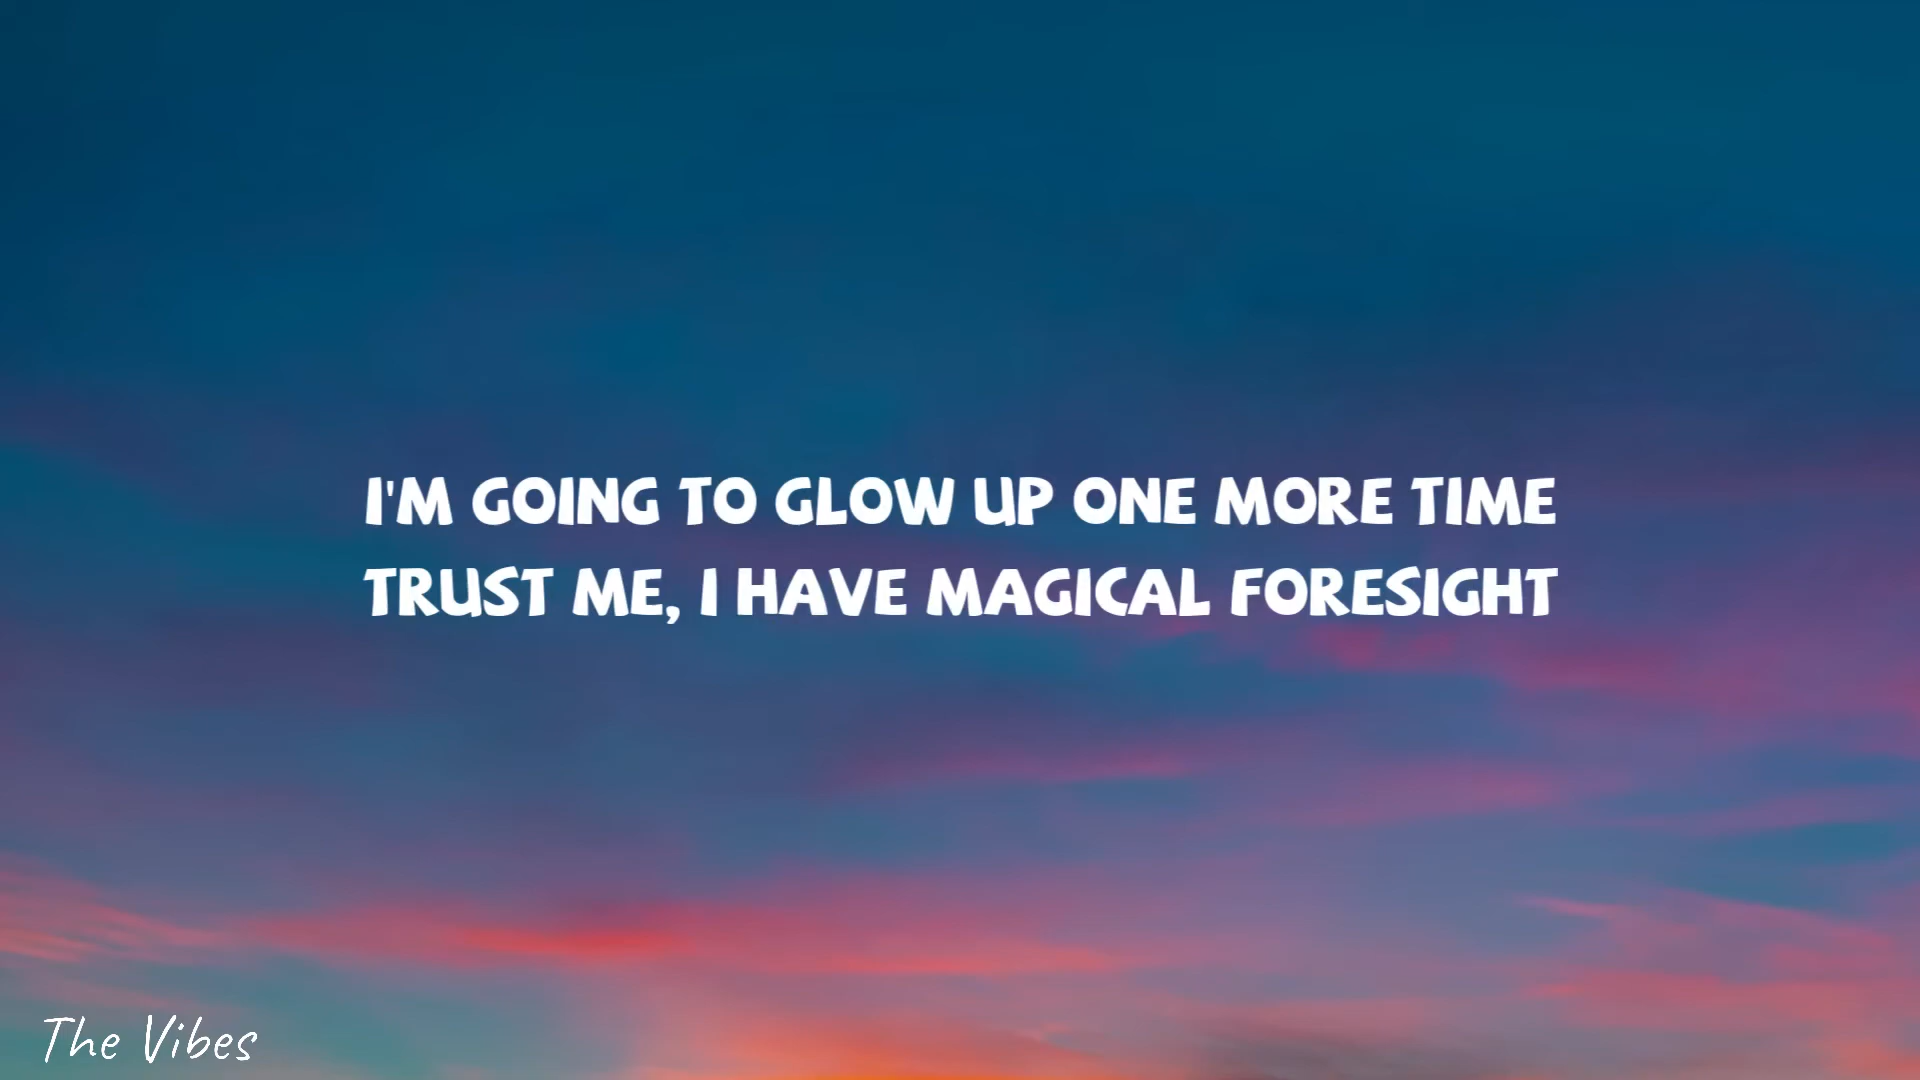 I'M GOING TO GLOW UP ONE MORE TIME
TRUST ME, I HAVE MAGICAL FORESIGHT
The Vibes